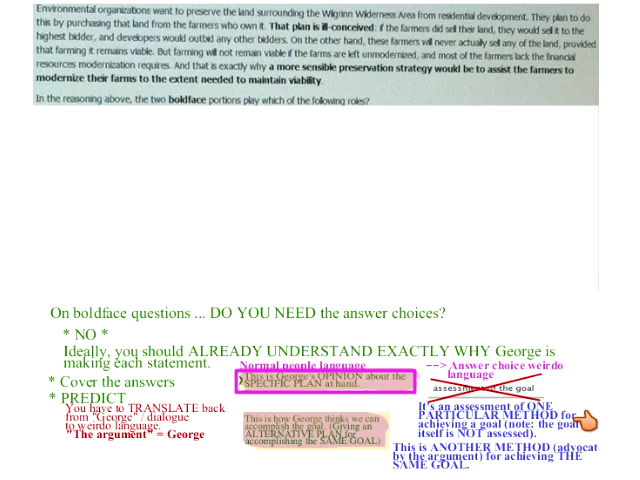 Environmental organizations want to preserve the land surrounding the Wilgrinn Wilderness Area from residential development. They plan to do
this by purchasing that land from the farmers who own it. That plan is ill-conceived: if the farmers did sell their land, they would sell it to the
highest bidder, and developers would outbid any other bidders. On the other hand, these farmers will never actually sell any of the land, provided
that farming it remains viable. But farming will not remain viable if the farms are left unmodernized, and most of the farmers lack the financial
resources modernization requires. And that is exactly why a more sensible preservation strategy would be to assist the farmers to
modernize their farms to the extent needed to maintain viability.
In the reasoning above, the two boldface portions play which of the following roles?
On boldface questions ... DO YOU NEED the answer choices?
* NO *
Ideally, you should ALREADY UNDERSTAND EXACTLY WHY George is
making each statement.
* Cover the answers
* PREDICT
You have to TRANSLATE back
from "George" / dialogue
to weirdo language.
"The argument" = George
Normal people language
This is George's OPINION about the
SPECIFIC PLAN at hand.
This is how George thinks we can
accomplish the goal. (Giving an
ALTERNATIVE PLAN for
accomplishing the SAME GOAL)
--> Answer choice weirdo
language
the goal
It's an assessment of ONE
PARTICULAR METHOD for
achieving a goal (note: the goal
itself is NOT assessed).
This is ANOTHER METHOD (advocat
by the argument) for achieving THE
SAME GOAL.